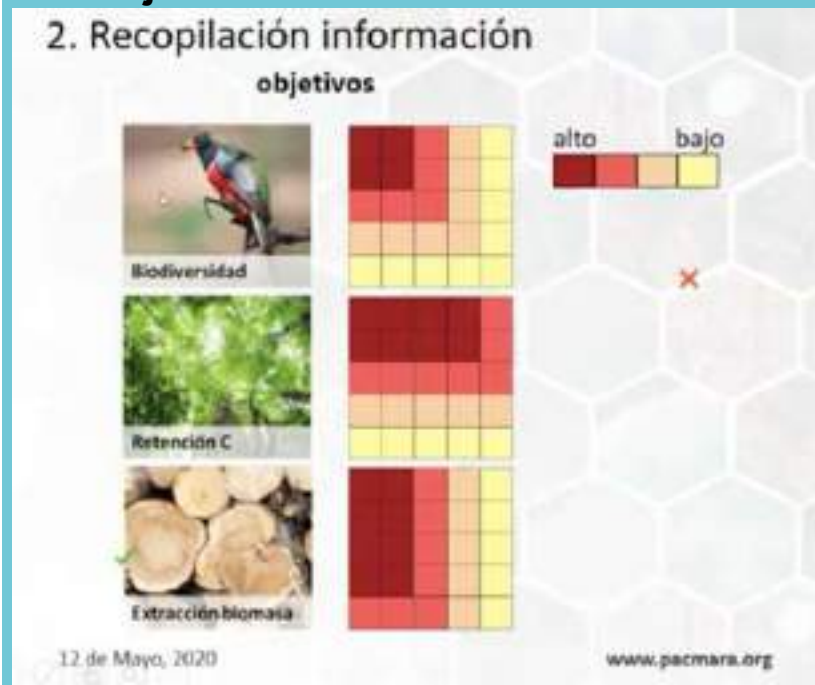 2. Recopilación información
objetivos
alto bajo
Biodiversidad
Retención C
Extracción biomasa
12 de Mayo, 2020
www.pacmara.org